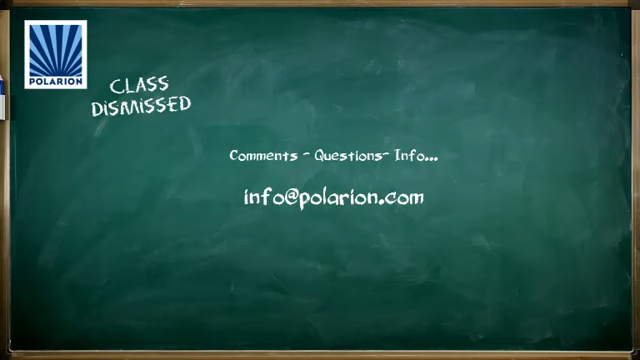 POLARION
CLASS
DISMISSED
Comments - Questions- Info...
info@polarion.com